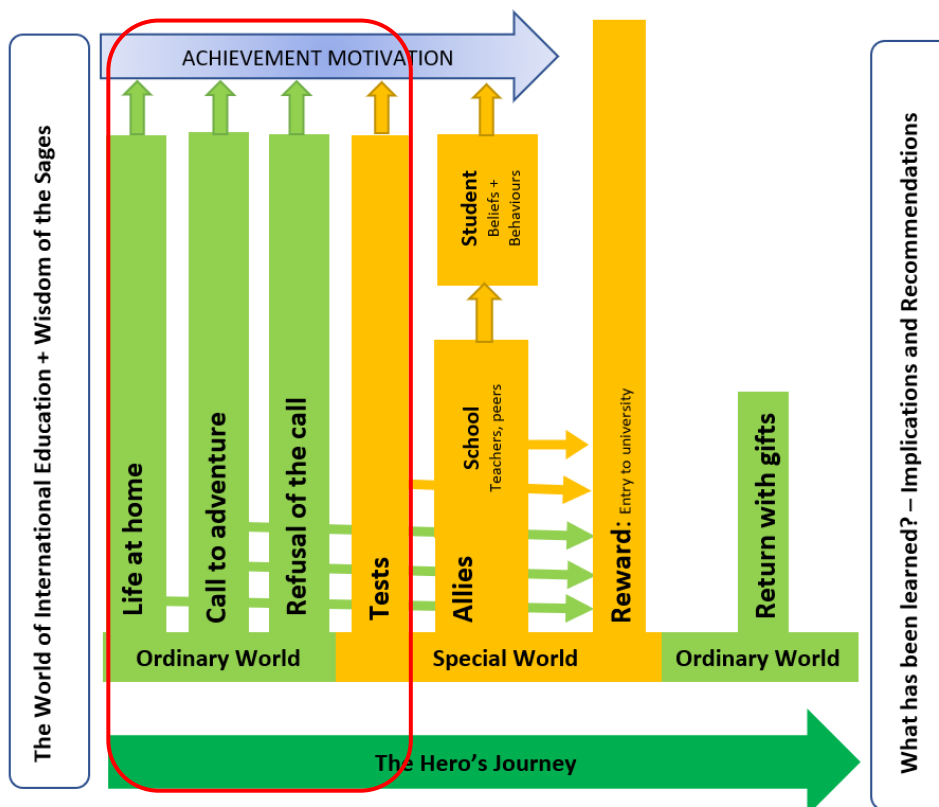 The World of International Education + Wisdom of the Sages
ACHIEVEMENT MOTIVATION
Life at home
Call to adventure
Refusal of the call
Tests
Allies
School
Teachers, peers
Student
Beliefs +
Behaviours
Reward: Entry to university
Return with gifts
Ordinary World
Special World
Ordinary World
The Hero’s Journey
What has been learned? – Implications and Recommendations